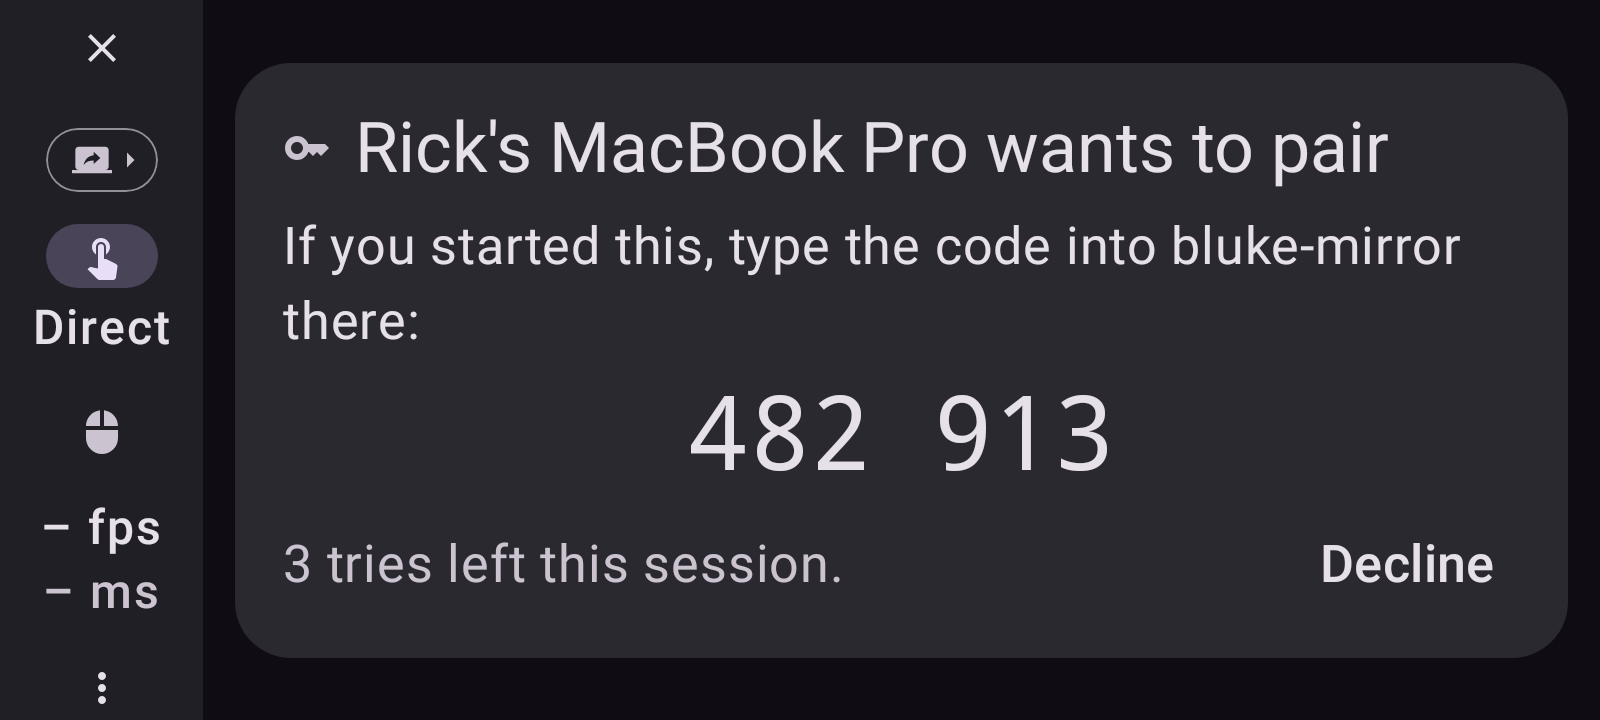 Direct
– fps
– ms
Rick's MacBook Pro wants to pair
If you started this, type the code into bluke-mirror
there:
482 913
3 tries left this session.
Decline